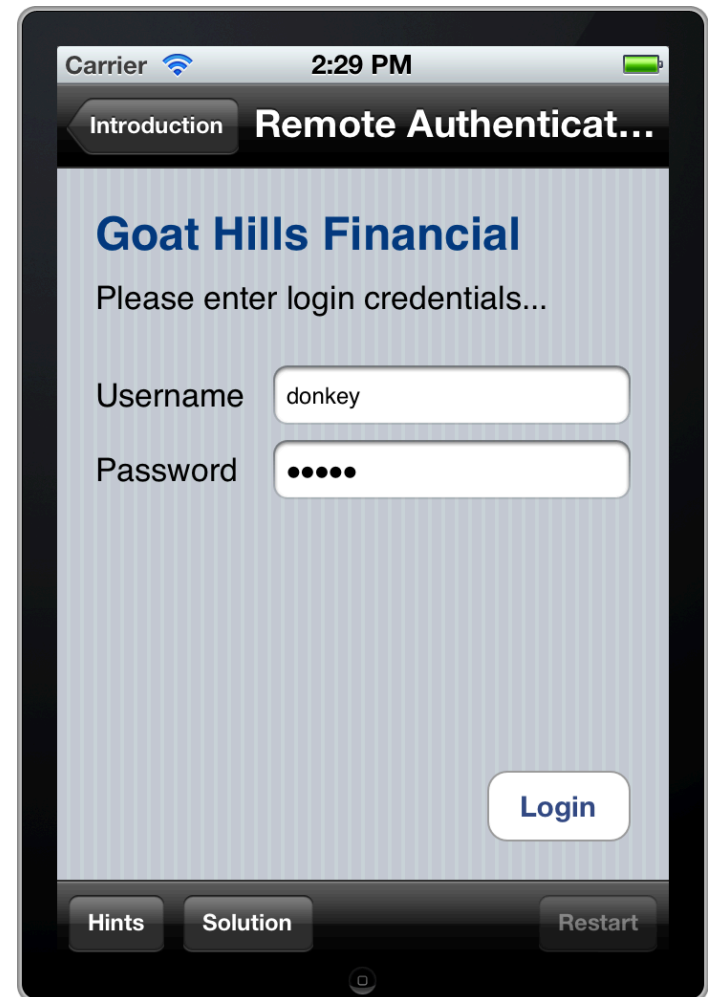 Carrier 2:29 PM
Introduction Remote Authenticat...
Goat Hills Financial
Please enter login credentials...
Username donkey
Password •••••
Login
Hints Solution Restart